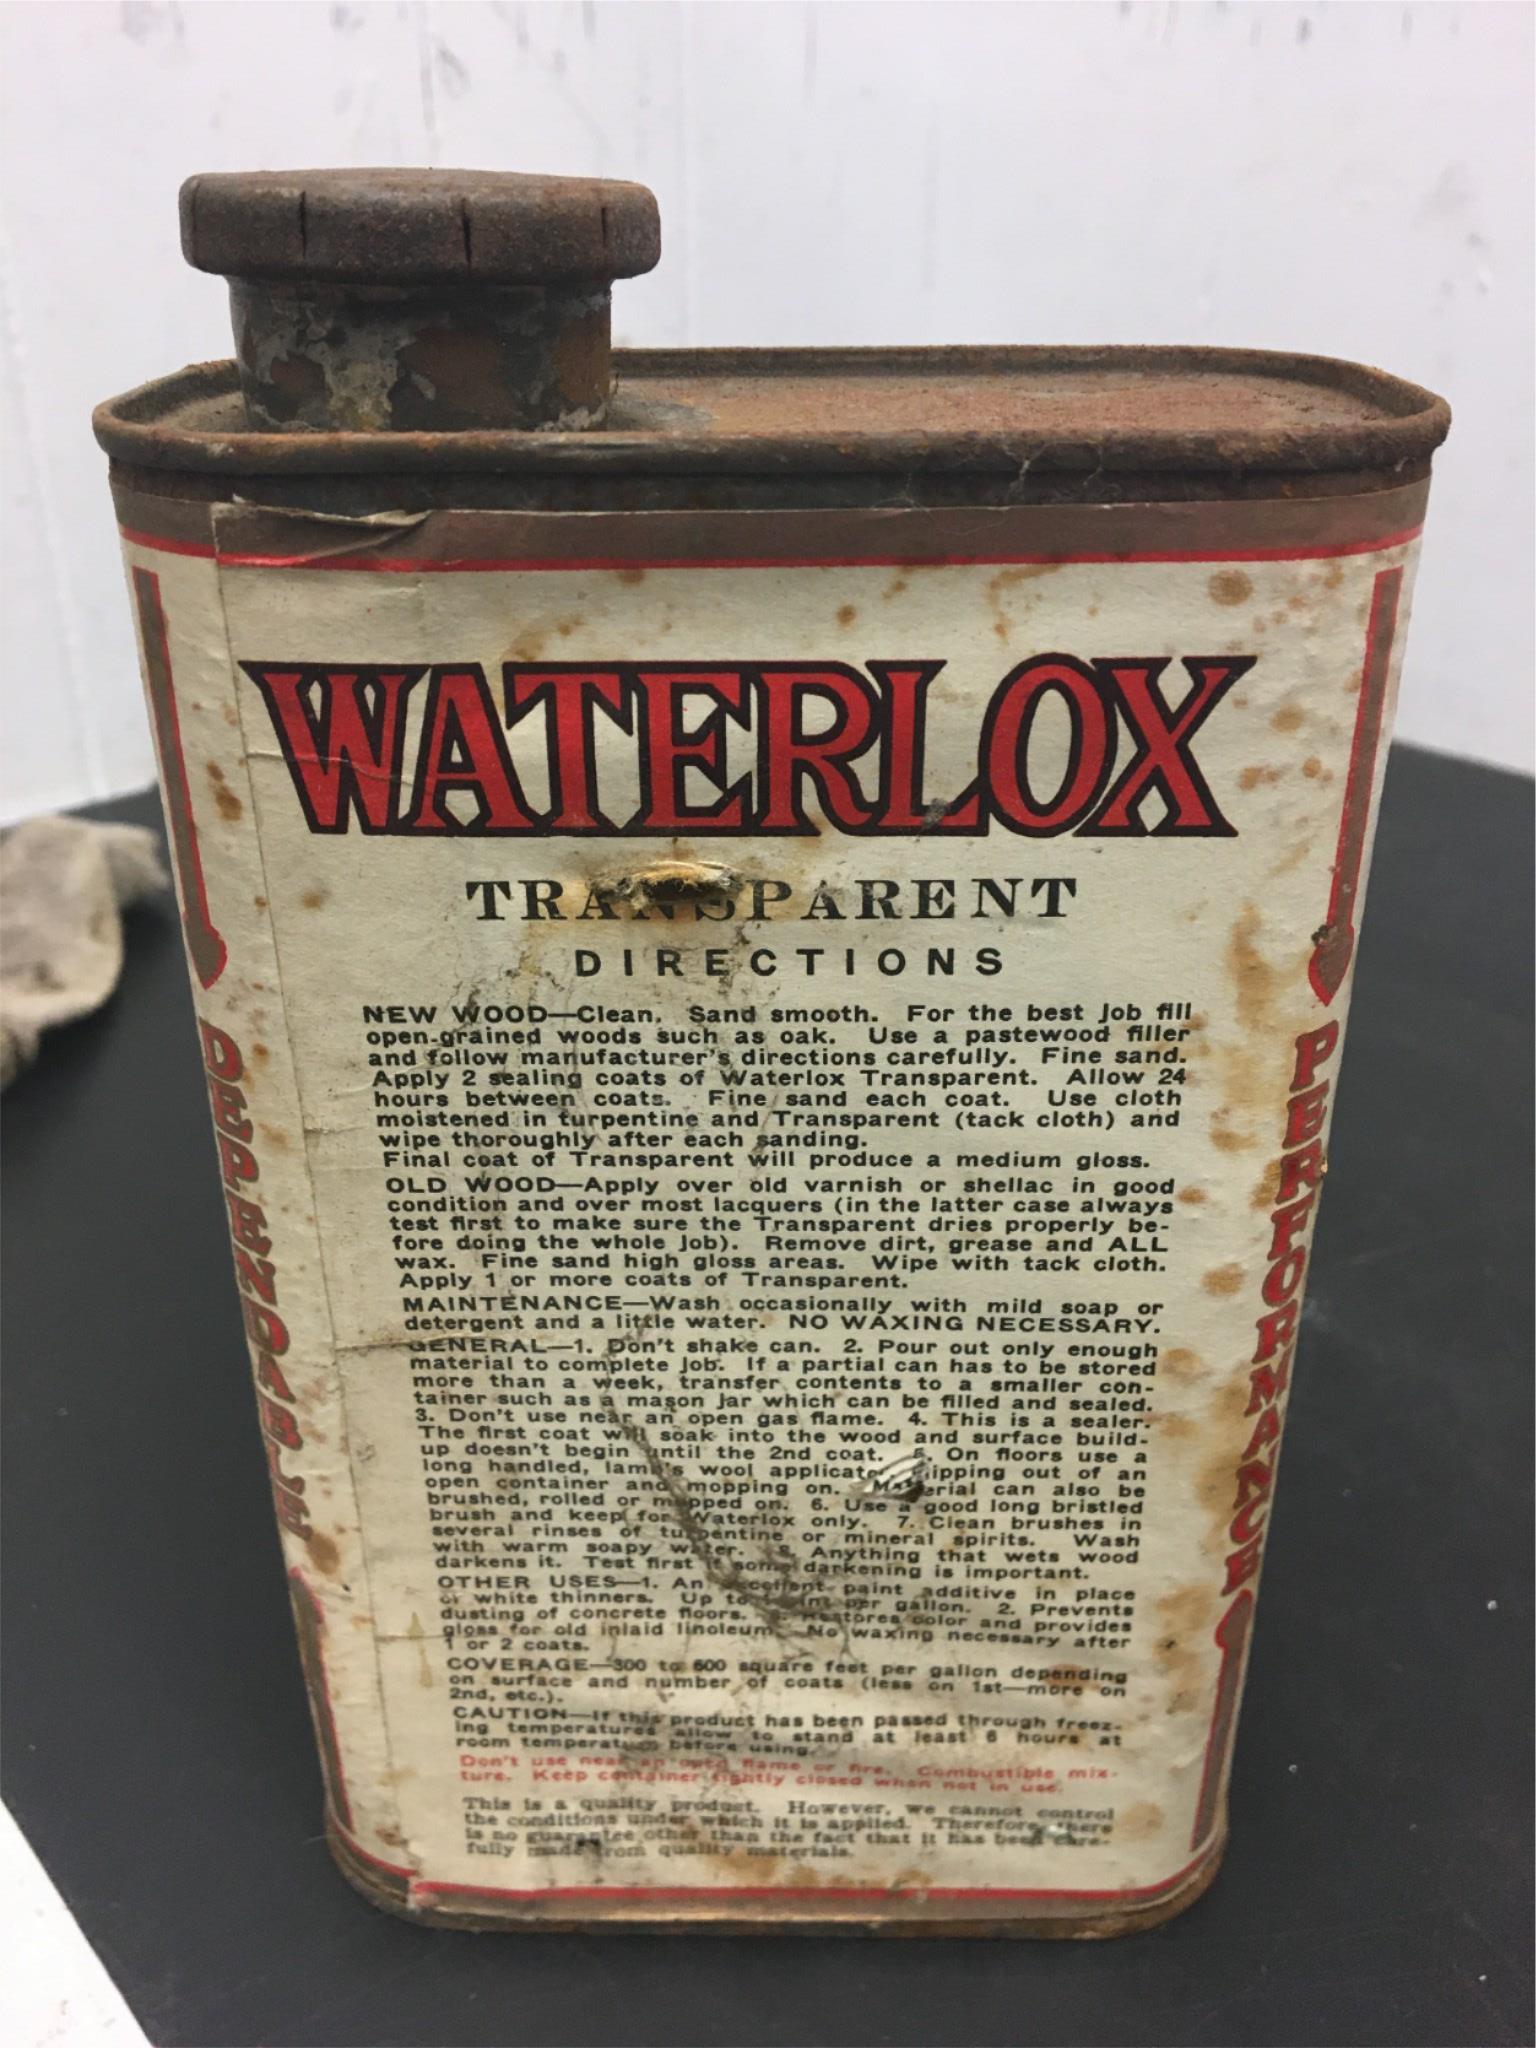 WATERLOX
TRANSPARENT
DIRECTIONS
NEW WOOD—Clean. Sand smooth. For the best job fill
open-grained woods such as oak. Use a pastewood filler
and follow manufacturer's directions carefully. Fine sand.
Apply 2 sealing coats of Waterlox Transparent. Allow 24
hours between coats. Fine sand each coat. Use cloth
moistened in turpentine and Transparent (tack cloth) and
wipe thoroughly after each sanding.
Final coat of Transparent will produce a medium gloss.
OLD WOOD—Apply over old varnish or shellac in good
condition and over most lacquers (in the latter case always
test first to make sure the Transparent dries properly be-
fore doing the whole job). Remove dirt, grease and ALL
wax. Fine sand high gloss areas. Wipe with tack cloth.
Apply 1 or more coats of Transparent.
MAINTENANCE—Wash occasionally with mild soap or
detergent and a little water. NO WAXING NECESSARY.
GENERAL—1. Don't shake can. 2. Pour out only enough
material to complete job. If a partial can has to be stored
more than a week, transfer contents to a smaller con-
tainer such as a mason jar which can be filled and sealed.
3. Don't use near an open gas flame. 4. This is a sealer.
The first coat will soak into the wood and surface build-
up doesn't begin until the 2nd coat. 5. On floors use a
long handled, lamb's wool applicator dipping out of an
open container and mopping on. Material can also be
brushed, rolled or mopped on. 6. Use a good long bristled
brush and keep for Waterlox only. 7. Clean brushes in
several rinses of turpentine or mineral spirits. Wash
with warm soapy water. 8. Anything that wets wood
darkens it. Test first if some darkening is important.
OTHER USES—1. An excellent paint additive in place
of white thinners. Up to pint per gallon. 2. Prevents
dusting of concrete floors. 3. Restores color and provides
gloss for old inlaid linoleum. No waxing necessary after
1 or 2 coats.
COVERAGE—300 to 600 square feet per gallon depending
on surface and number of coats (less on 1st—more on
2nd, etc.).
CAUTION—If this product has been passed through freez-
ing temperatures allow to stand at least 6 hours at
room temperature before using.
Don't use near an open flame or fire. Combustible mix-
ture. Keep container tightly closed when not in use.
This is a quality product. However, we cannot control
the conditions under which it is applied. Therefore, there
is no guarantee other than the fact that it has been care-
fully made from quality materials.
DEPENDABLE
PERFORMANCE